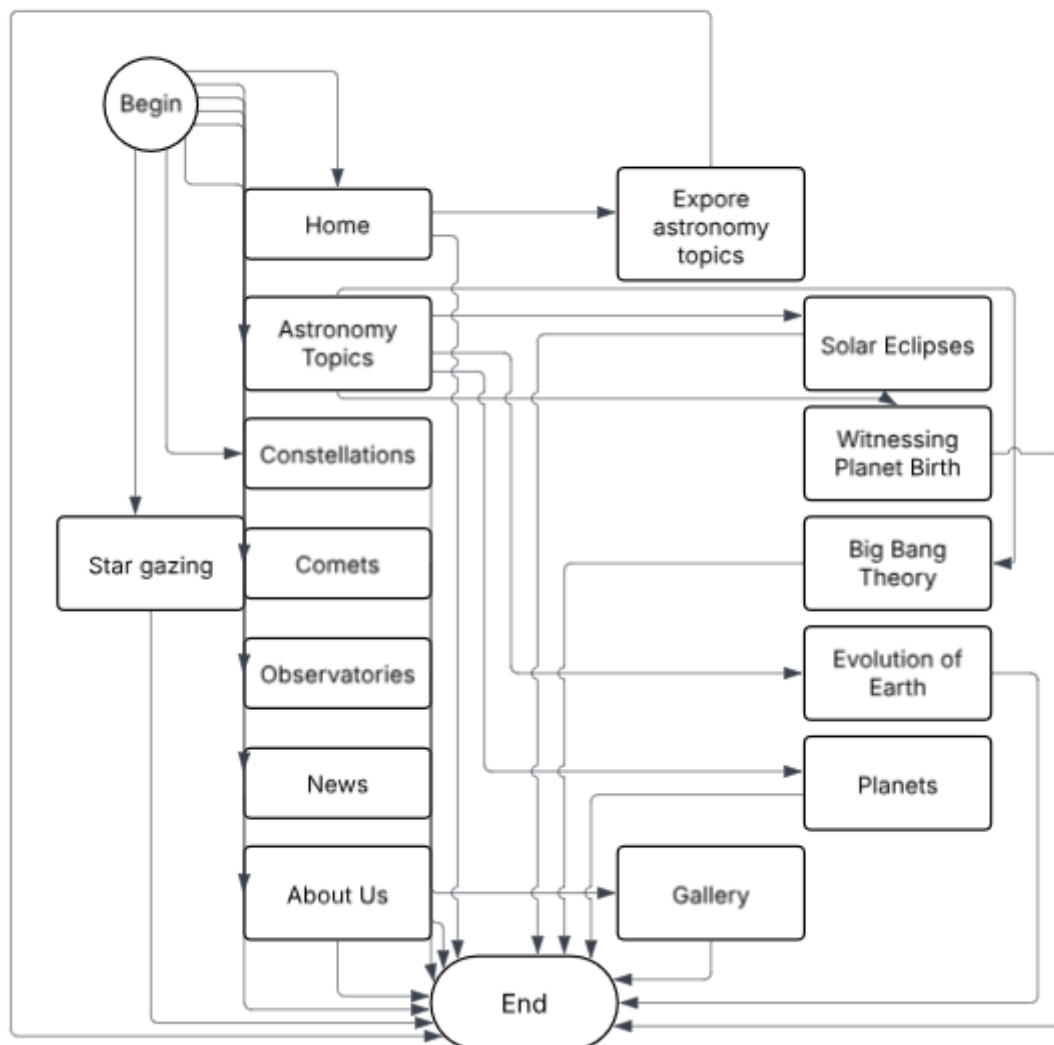 Begin
Home
Expore
astronomy
topics
Astronomy
Topics
Solar Eclipses
Constellations
Witnessing
Planet Birth
Star gazing
Comets
Big Bang
Theory
Observatories
Evolution of
Earth
News
Planets
About Us
Gallery
End